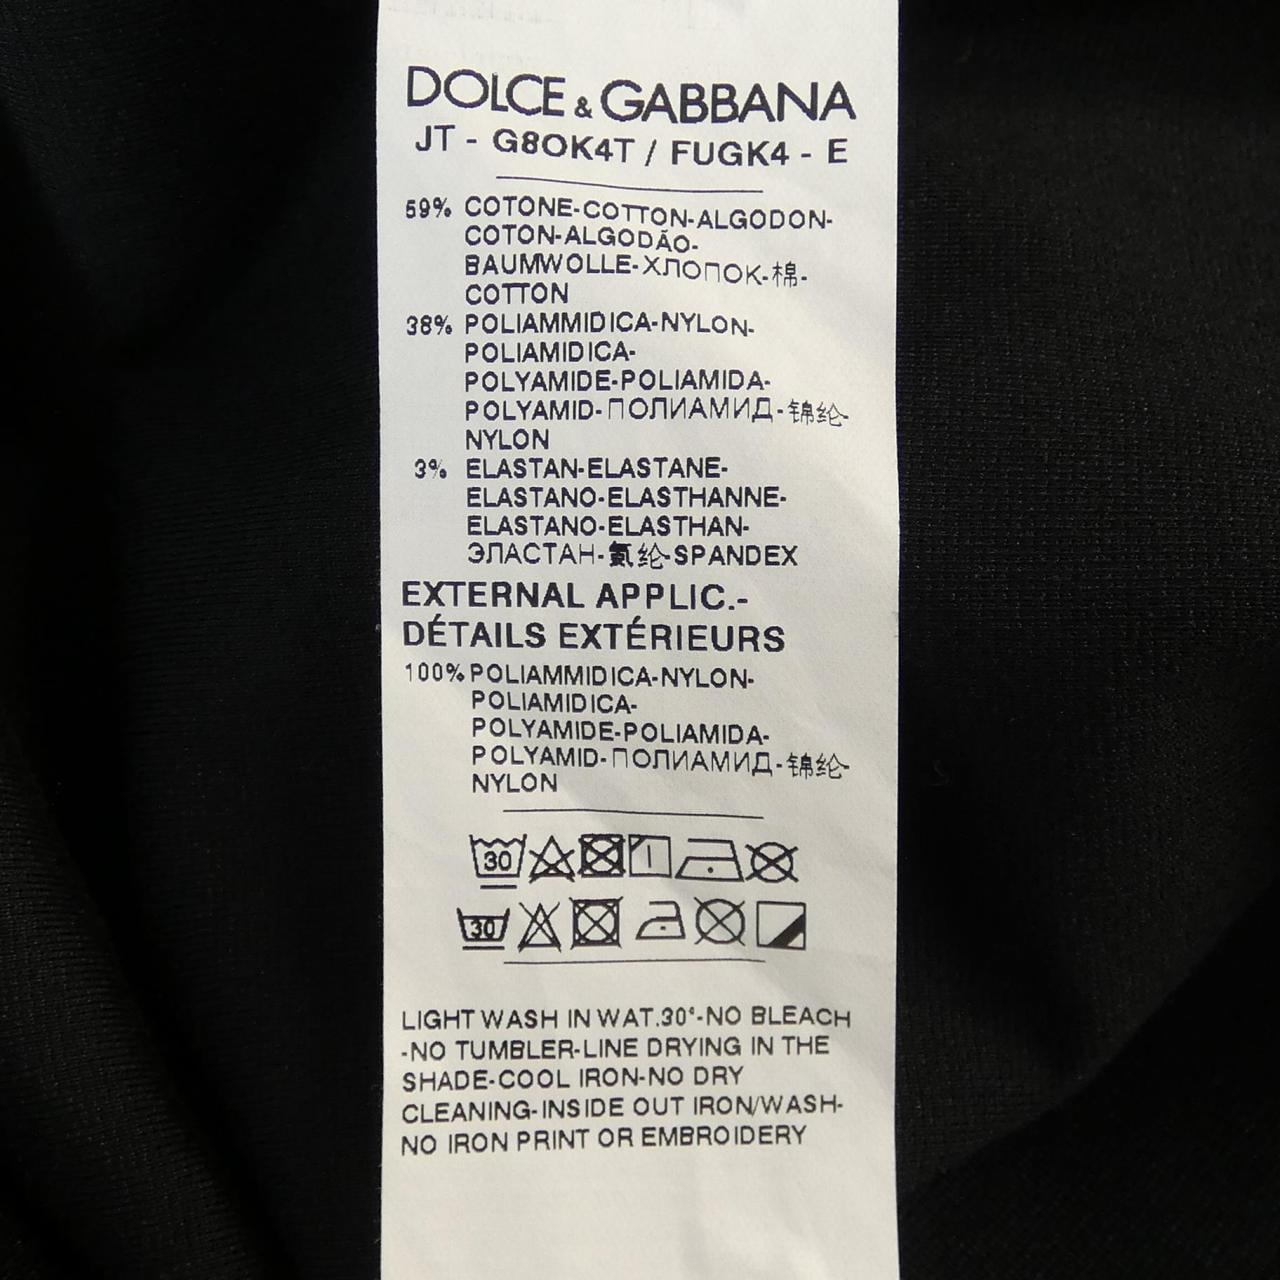 DOLCE & GABBANA
JT - G8OK4T / FUGK4 - E
59% COTONE-COTTON-ALGODON-
COTON-ALGODÃO-
BAUMWOLLE-ХЛОПОК-棉-
COTTON
38% POLIAMMIDICA-NYLON-
POLIAMIDICA-
POLYAMIDE-POLIAMIDA-
POLYAMID-ПОЛИАМИД-锦纶-
NYLON
3% ELASTAN-ELASTANE-
ELASTANO-ELASTHANNE-
ELASTANO-ELASTHAN-
ЭЛАСТАН-氨纶-SPANDEX
EXTERNAL APPLIC.-
DÉTAILS EXTÉRIEURS
100% POLIAMMIDICA-NYLON-
POLIAMIDICA-
POLYAMIDE-POLIAMIDA-
POLYAMID-ПОЛИАМИД-锦纶-
NYLON
30
30
LIGHT WASH IN WAT.30°-NO BLEACH
-NO TUMBLER-LINE DRYING IN THE
SHADE-COOL IRON-NO DRY
CLEANING-INSIDE OUT IRON/WASH-
NO IRON PRINT OR EMBROIDERY